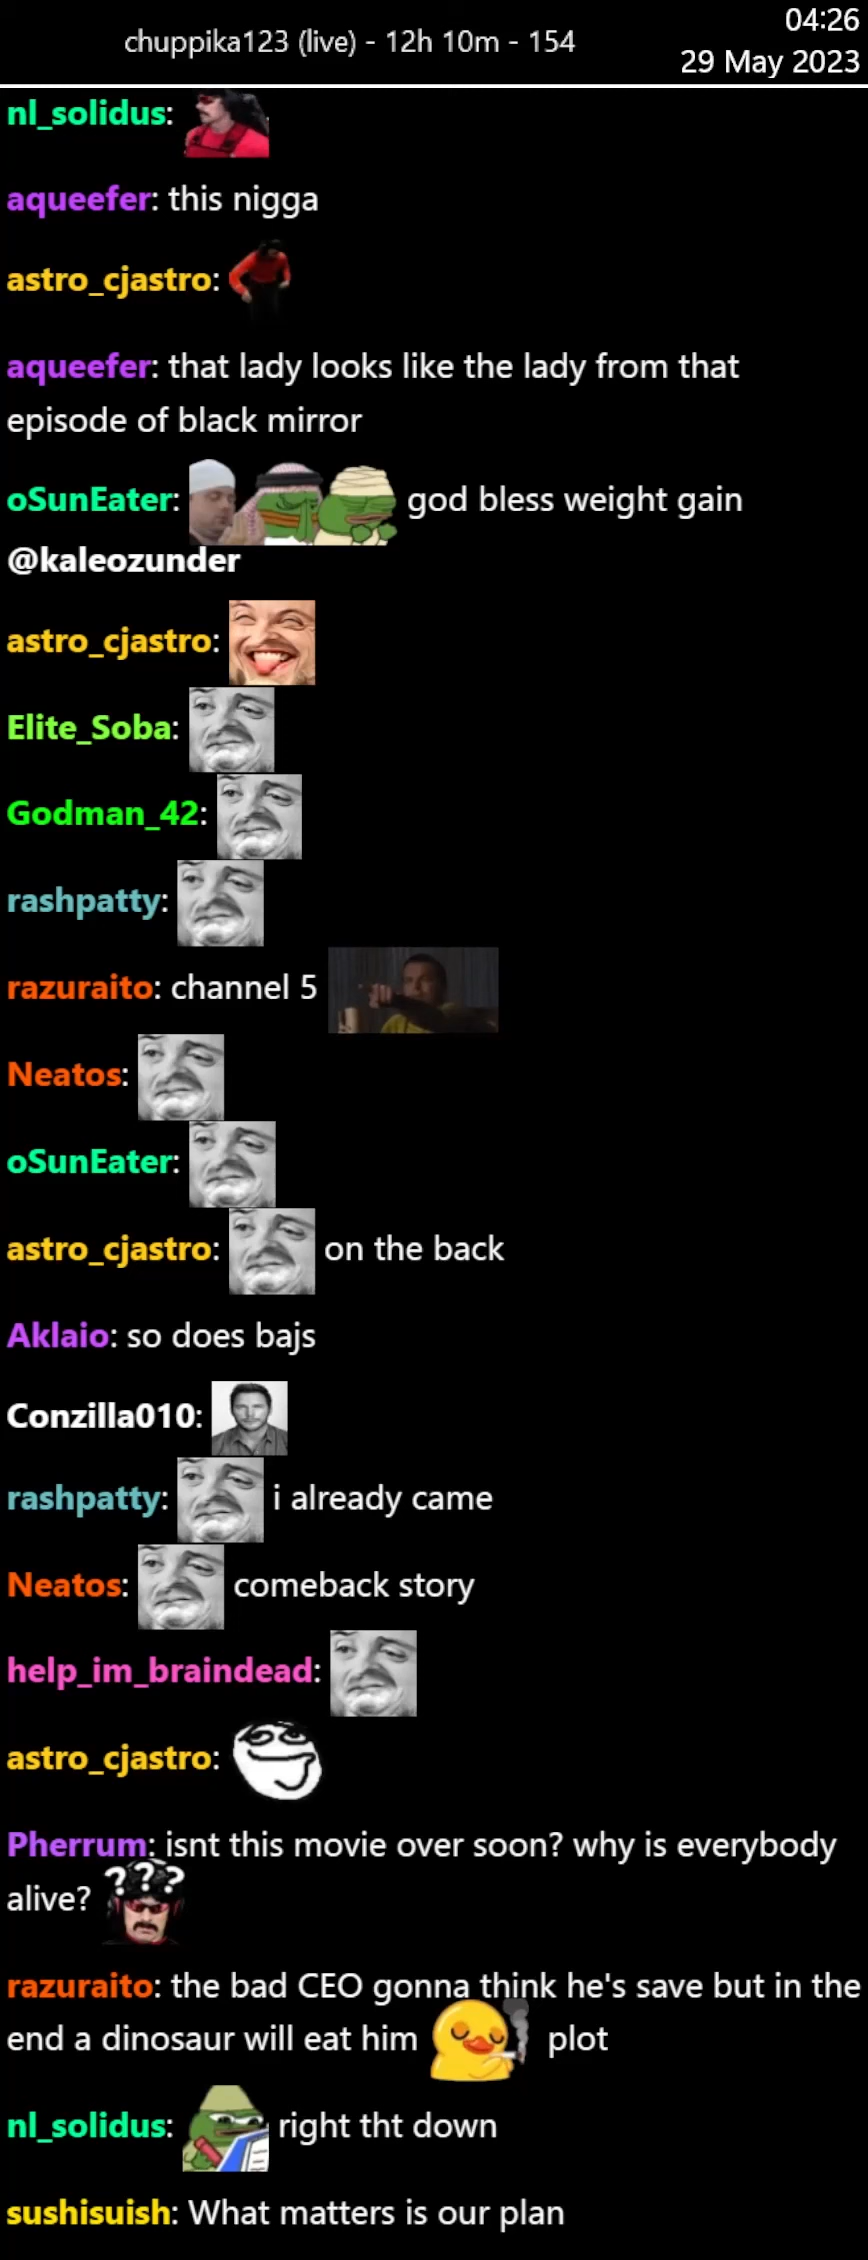 04:26
chuppika123 (live) - 12h 10m - 154
29 May 2023
nl_solidus:
aqueefer: this nigga
astro_cjastro:
aqueefer: that lady looks like the lady from that
episode of black mirror
oSunEater: god bless weight gain
@kaleozunder
astro_cjastro:
Elite_Soba:
Godman_42:
rashpatty:
razuraito: channel 5
Neatos:
oSunEater:
astro_cjastro: on the back
Aklaio: so does bajs
Conzilla010:
rashpatty: i already came
Neatos: comeback story
help_im_braindead:
astro_cjastro:
Pherrum: isnt this movie over soon? why is everybody
alive? ???
razuraito: the bad CEO gonna think he's save but in the
end a dinosaur will eat him plot
nl_solidus: right tht down
sushisuish: What matters is our plan